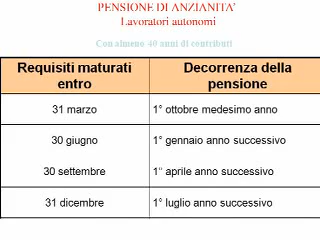 PENSIONE DI ANZIANITA’
Lavoratori autonomi
Con almeno 40 anni di contributi
Requisiti maturati entro
Decorrenza della pensione
31 marzo
1° ottobre medesimo anno
30 giugno
1° gennaio anno successivo
30 settembre
1° aprile anno successivo
31 dicembre
1° luglio anno successivo